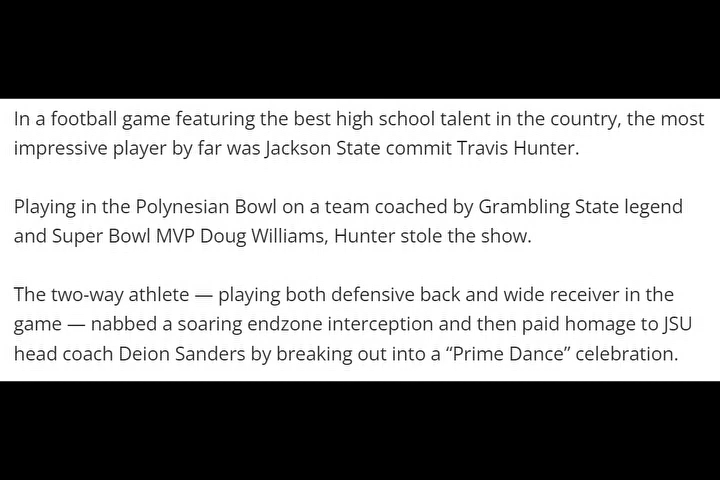 In a football game featuring the best high school talent in the country, the most
impressive player by far was Jackson State commit Travis Hunter.
Playing in the Polynesian Bowl on a team coached by Grambling State legend
and Super Bowl MVP Doug Williams, Hunter stole the show.
The two-way athlete — playing both defensive back and wide receiver in the
game — nabbed a soaring endzone interception and then paid homage to JSU
head coach Deion Sanders by breaking out into a “Prime Dance” celebration.